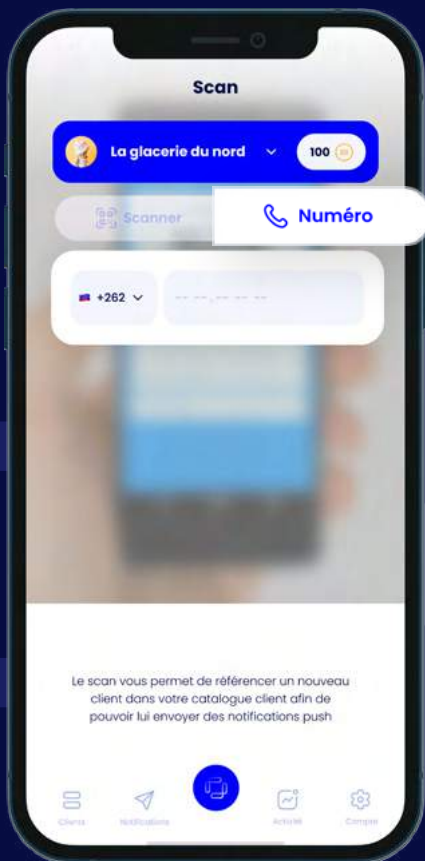 Scan
La glacerie du nord
100
Scanner
Numéro
+262
-- --,-- -- --
Le scan vous permet de référencer un nouveau
client dans votre catalogue client afin de
pouvoir lui envoyer des notifications push
Clients
Notifications
Activité
Compte